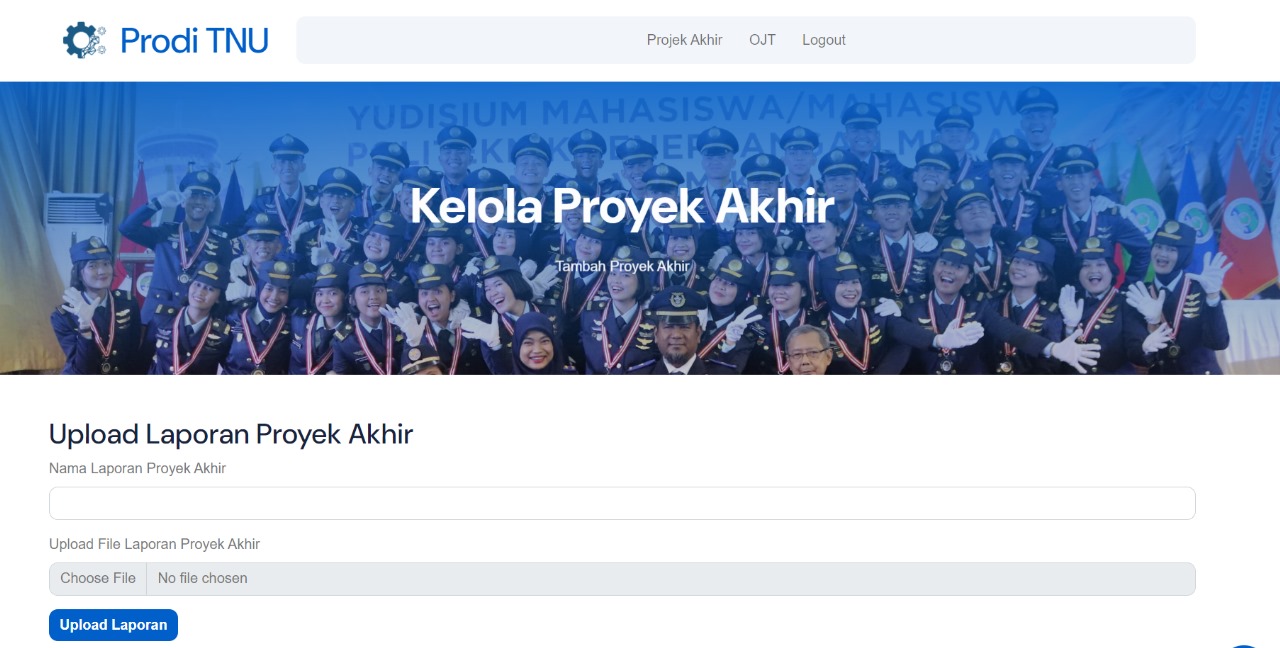 Prodi TNU
Projek Akhir OJT Logout
YUDISIUM MAHASISWA/MAHASISW
Kelola Proyek Akhir
Tambah Proyek Akhir
Upload Laporan Proyek Akhir
Nama Laporan Proyek Akhir
Upload File Laporan Proyek Akhir
Choose File No file chosen
Upload Laporan